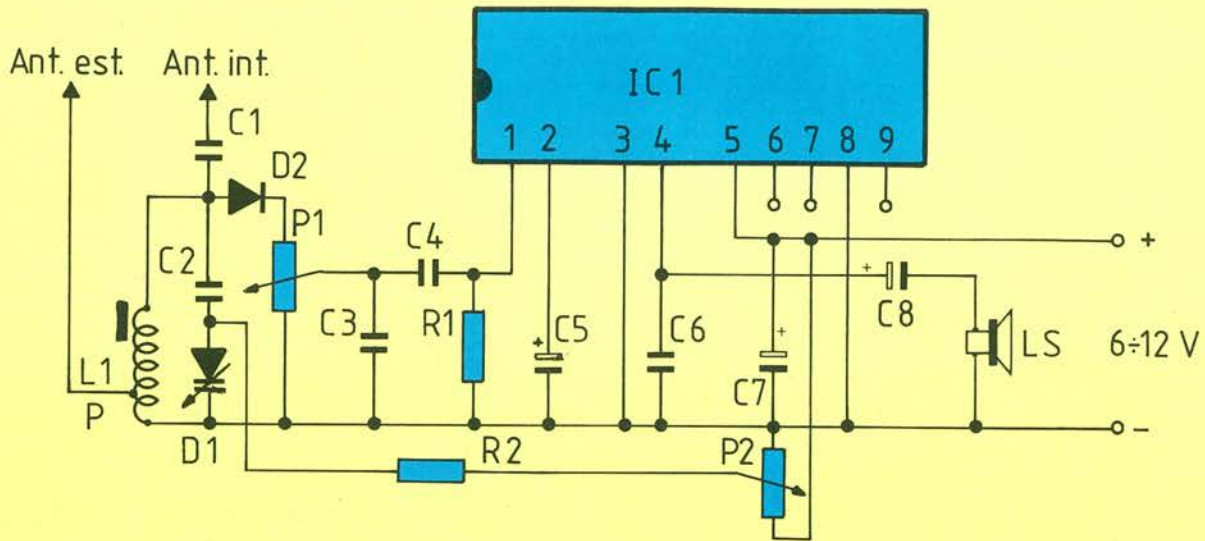 Ant. est.
Ant. int.
IC1
1 2 3 4 5 6 7 8 9
C1
D2
P1
C2
C4
C3
R1
+
C5
C6
+
C7
+
C8
+
LS
6÷12 V
L1
P
D1
R2
P2
-